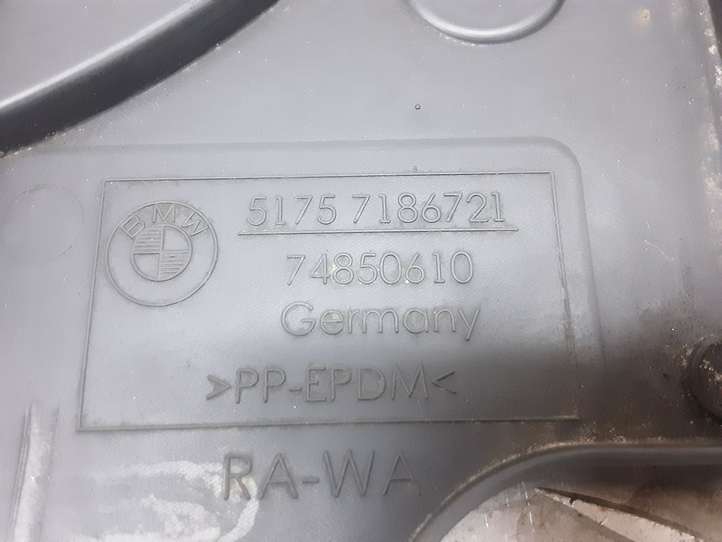 BMW
5175 7186721
74850610
Germany
>PP-EPDM<
RA-WA